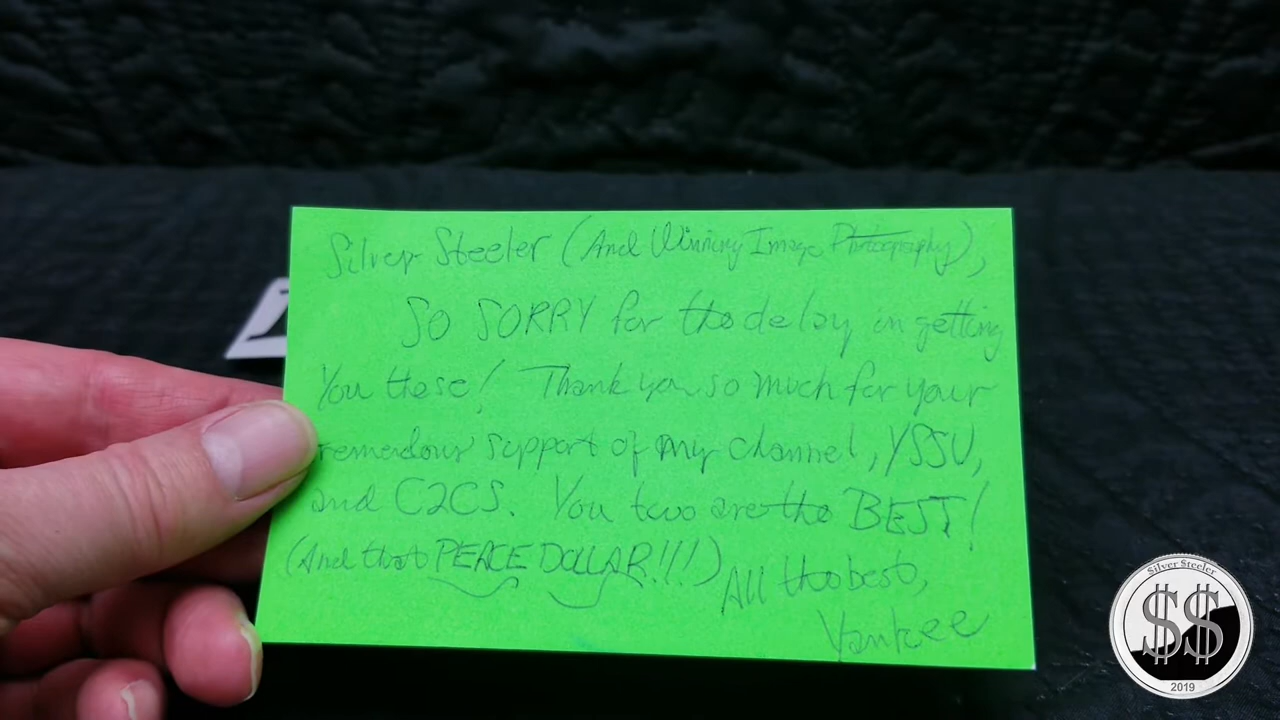 Silver Steeler (And Winning Image Photography),
SO SORRY for the delay in getting
you these! Thank you so much for your
tremendous support of my channel, YSSU,
and C2CS. You two are the BEST!
(And that PEACE DOLLAR!!!)
All the best,
Yankee
Silver Steeler
$$
2019